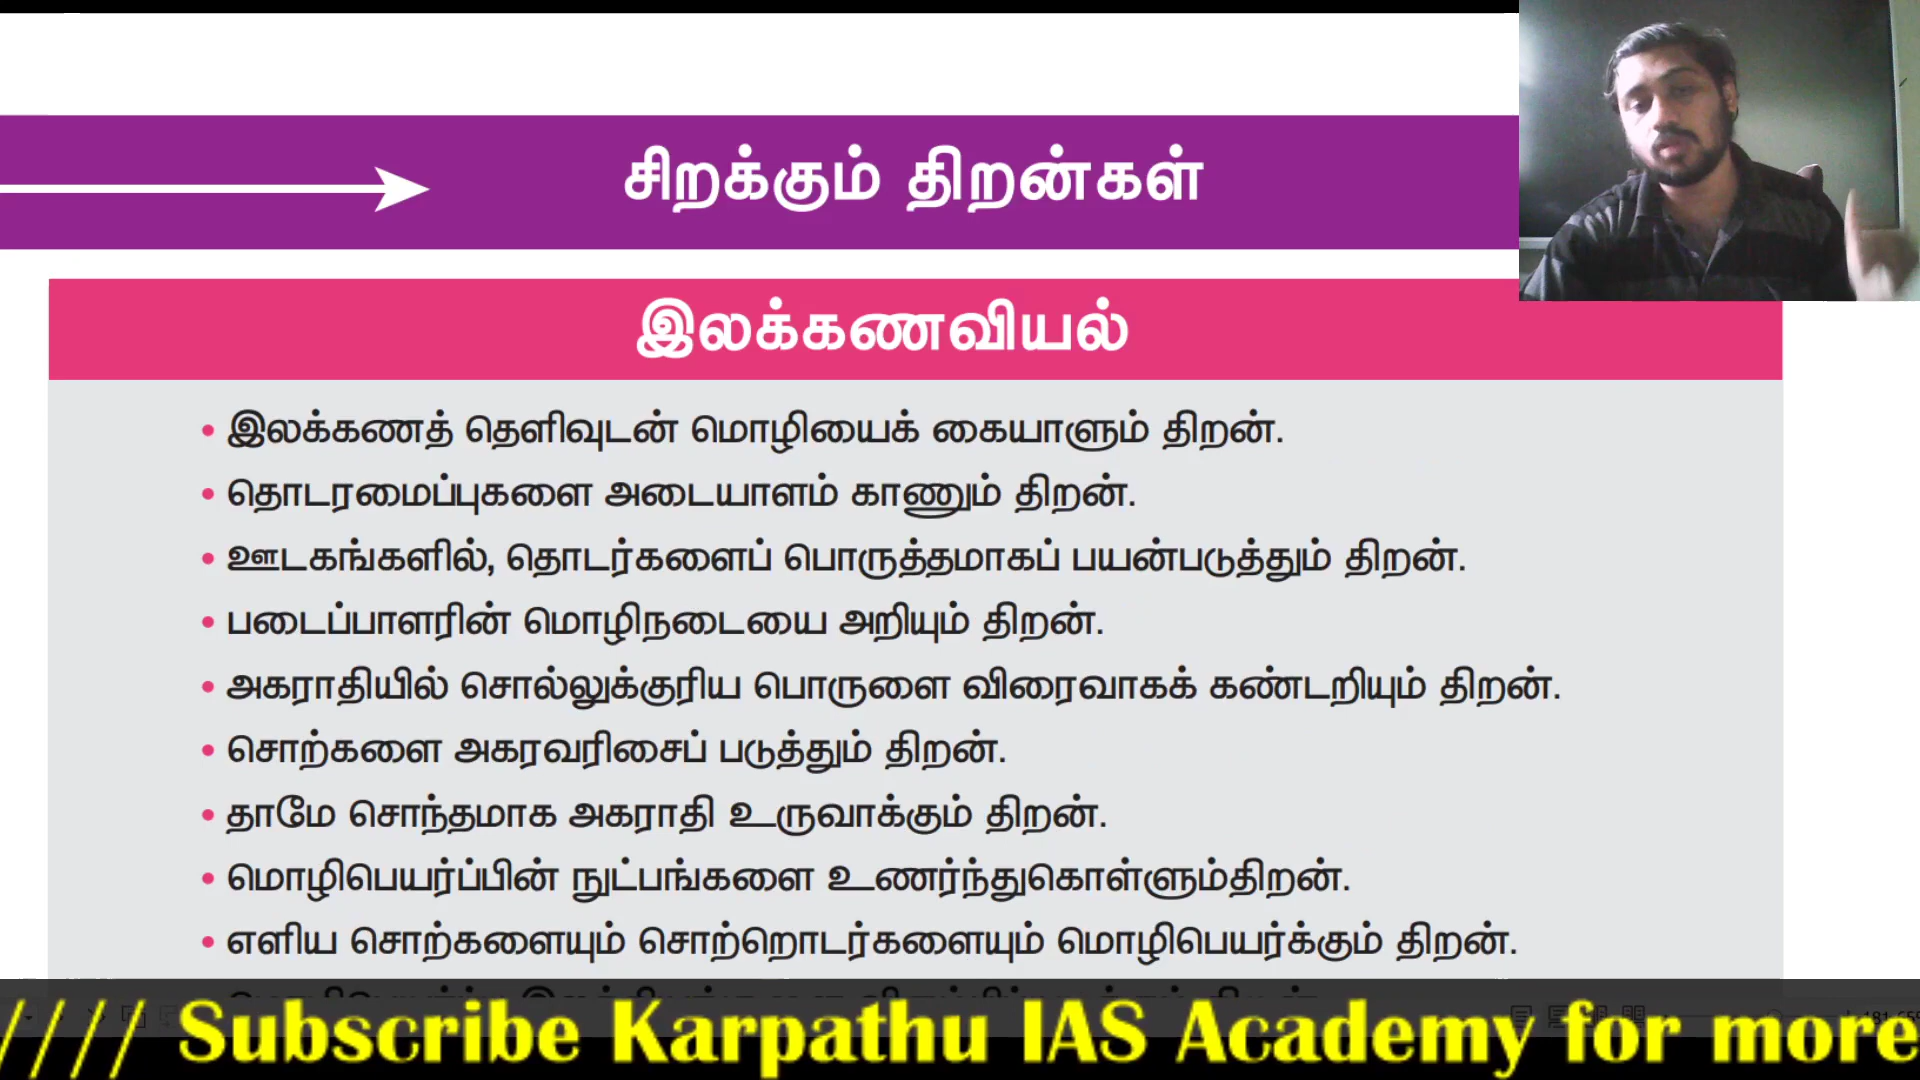 சிறக்கும் திறன்கள்
இலக்கணவியல்
• இலக்கணத் தெளிவுடன் மொழியைக் கையாளும் திறன்.
• தொடரமைப்புகளை அடையாளம் காணும் திறன்.
• ஊடகங்களில், தொடர்களைப் பொருத்தமாகப் பயன்படுத்தும் திறன்.
• படைப்பாளரின் மொழிநடையை அறியும் திறன்.
• அகராதியில் சொல்லுக்குரிய பொருளை விரைவாகக் கண்டறியும் திறன்.
• சொற்களை அகரவரிசைப் படுத்தும் திறன்.
• தாமே சொந்தமாக அகராதி உருவாக்கும் திறன்.
• மொழிபெயர்ப்பின் நுட்பங்களை உணர்ந்துகொள்ளும்திறன்.
• எளிய சொற்களையும் சொற்றொடர்களையும் மொழிபெயர்க்கும் திறன்.
//// Subscribe Karpathu IAS Academy for more